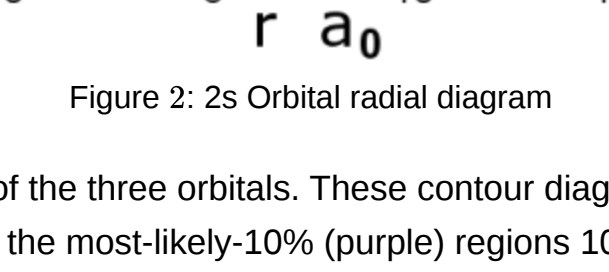 r a₀
Figure 2: 2s Orbital radial diagram
of the three orbitals. These contour diag
the most-likely-10% (purple) regions 10